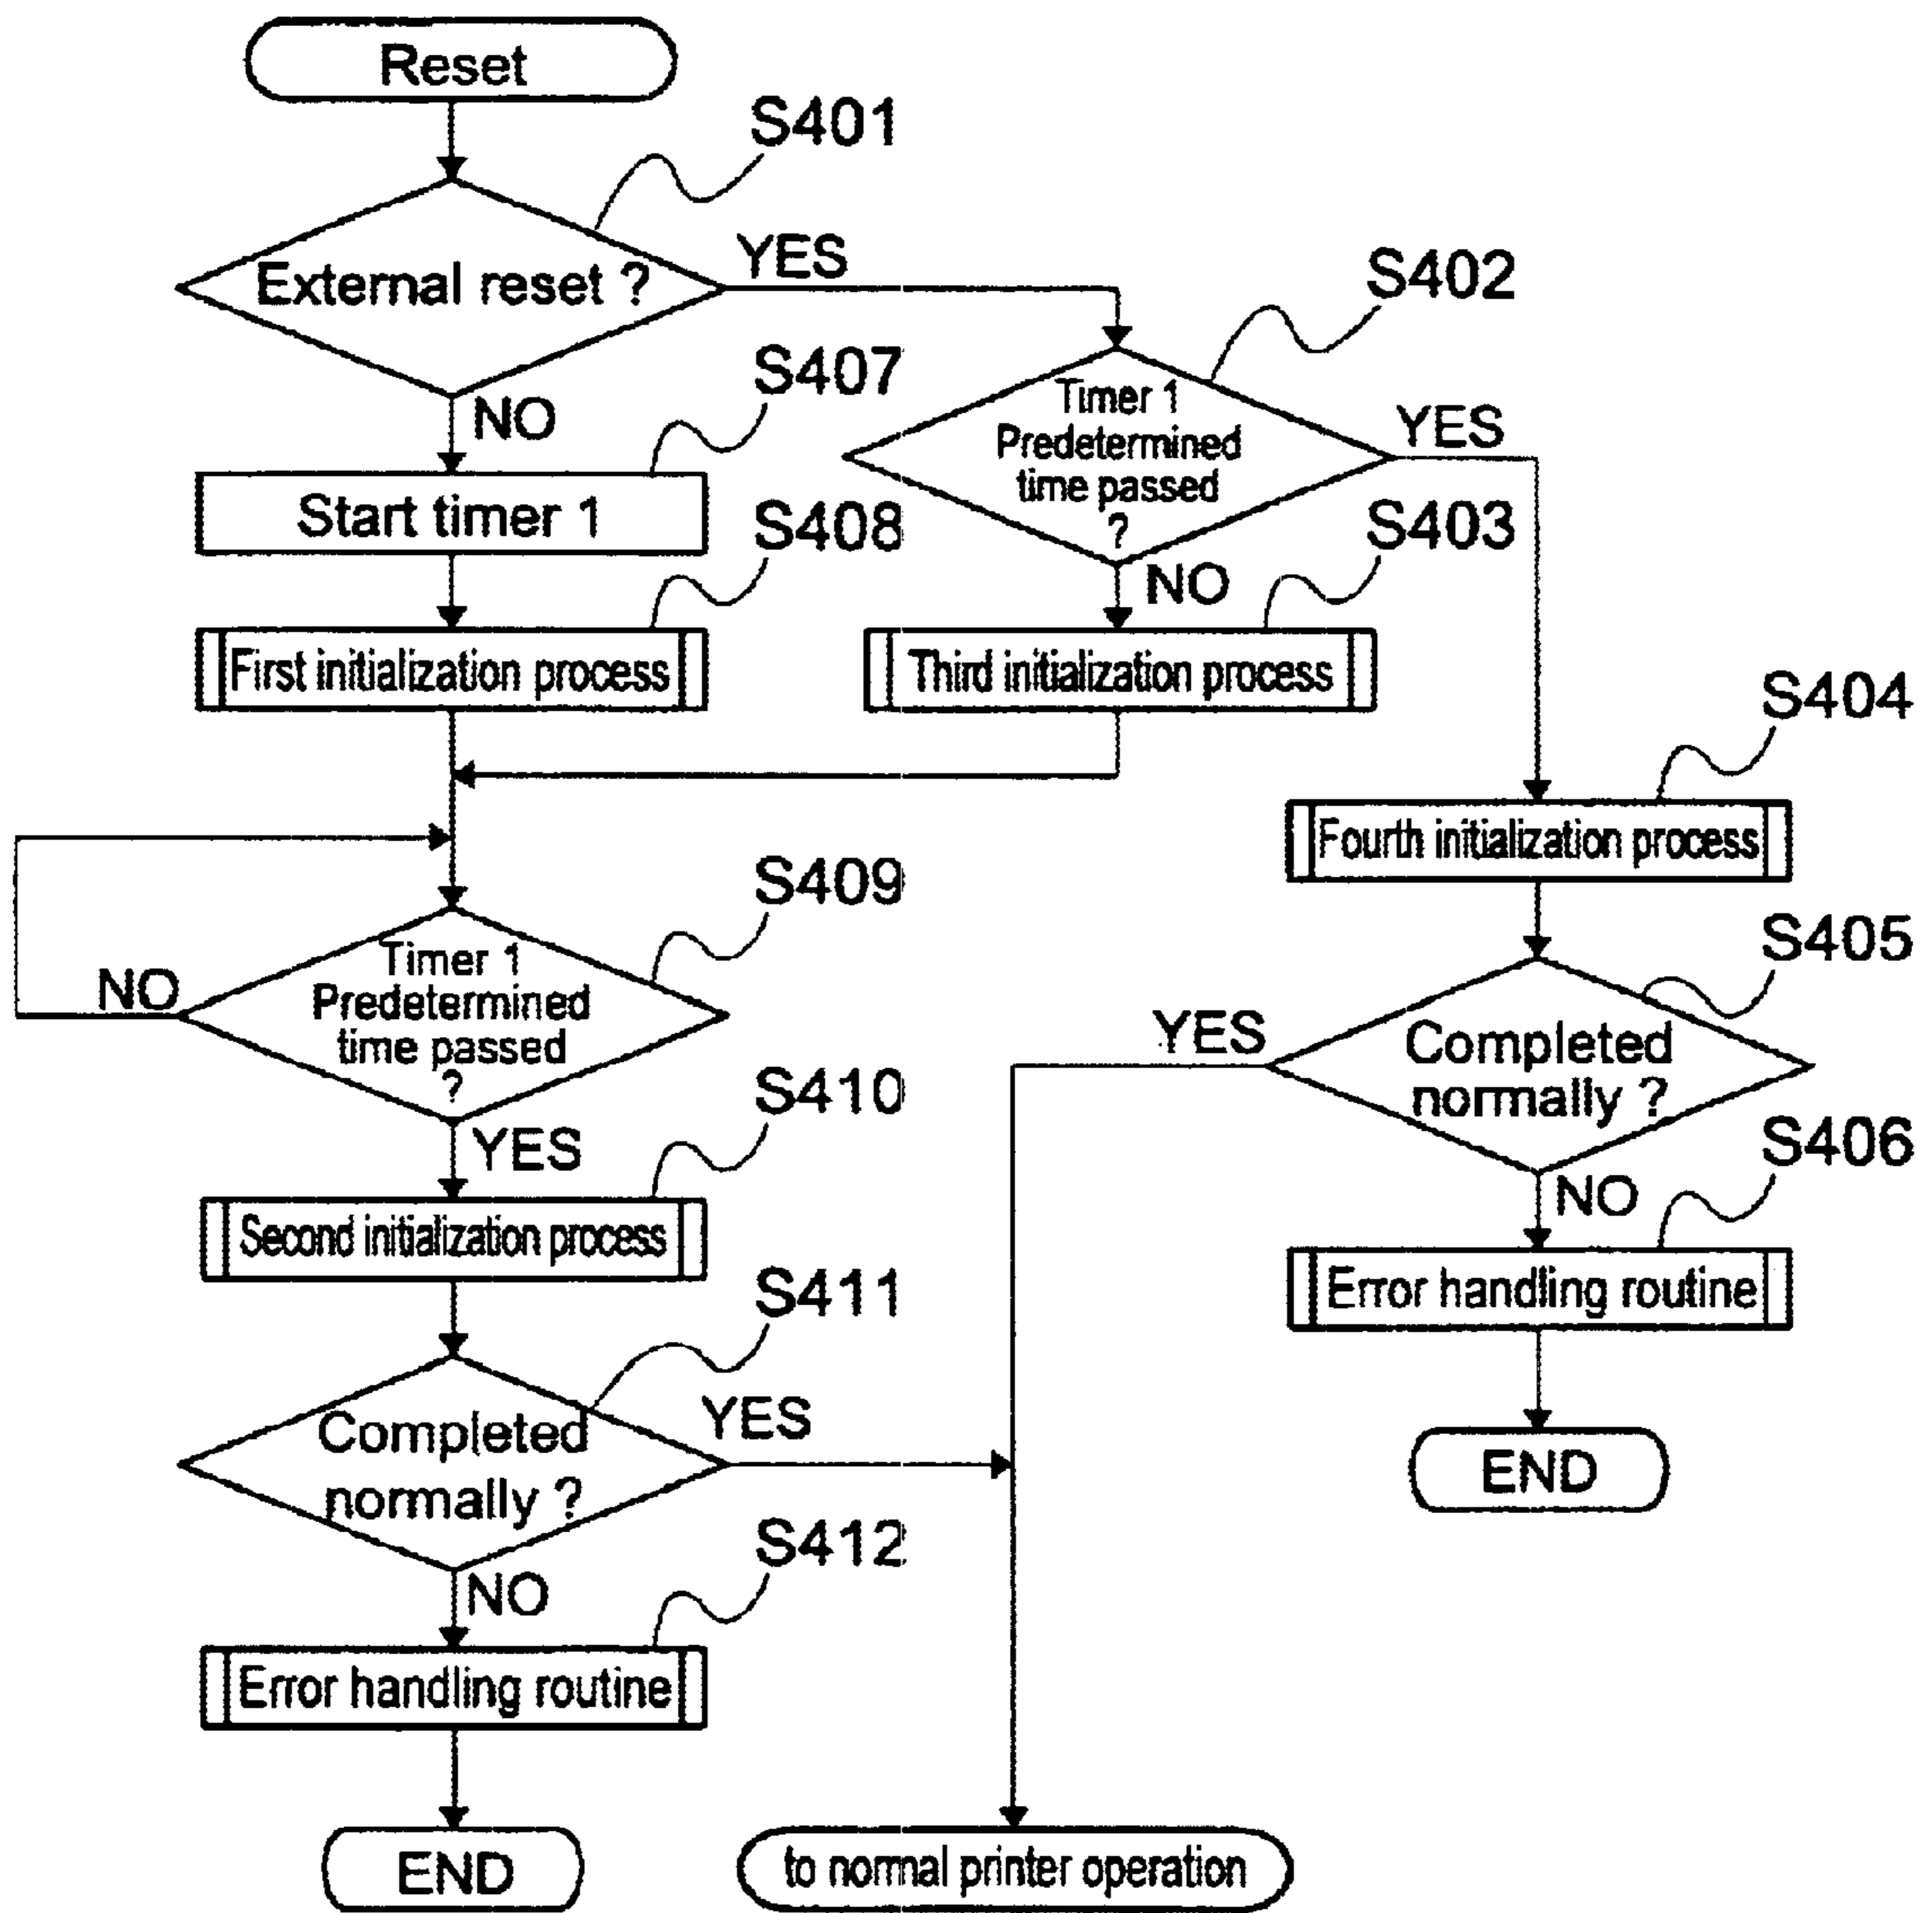 Reset
S401
External reset ?
YES
S402
NO
S407
Timer 1
Predetermined
time passed
?
YES
Start timer 1
S408
NO
S403
First initialization process
Third initialization process
S404
Fourth initialization process
S409
Timer 1
Predetermined
time passed
?
NO
S405
YES
Completed
normally ?
S410
YES
S406
NO
Second initialization process
Error handling routine
S411
Completed
normally ?
YES
END
S412
NO
Error handling routine
END
to normal printer operation